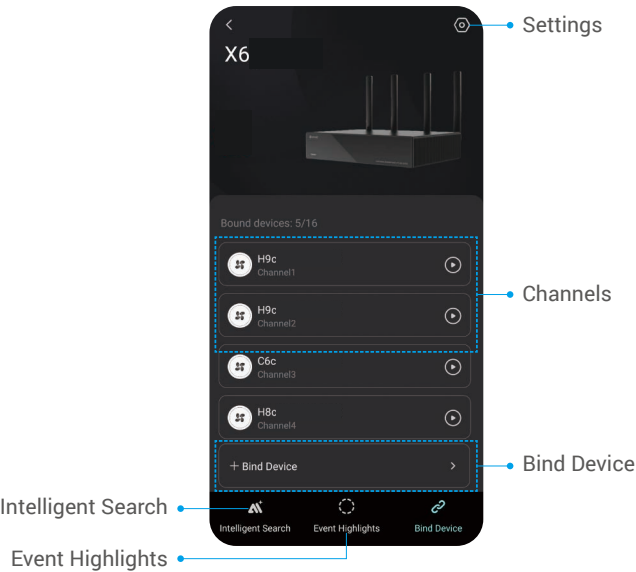 Settings
X6
Bound devices: 5/16
H9c
Channel1
H9c
Channel2
Channels
C6c
Channel3
H8c
Channel4
+ Bind Device
Bind Device
Intelligent Search
Intelligent Search
Event Highlights
Bind Device
Event Highlights